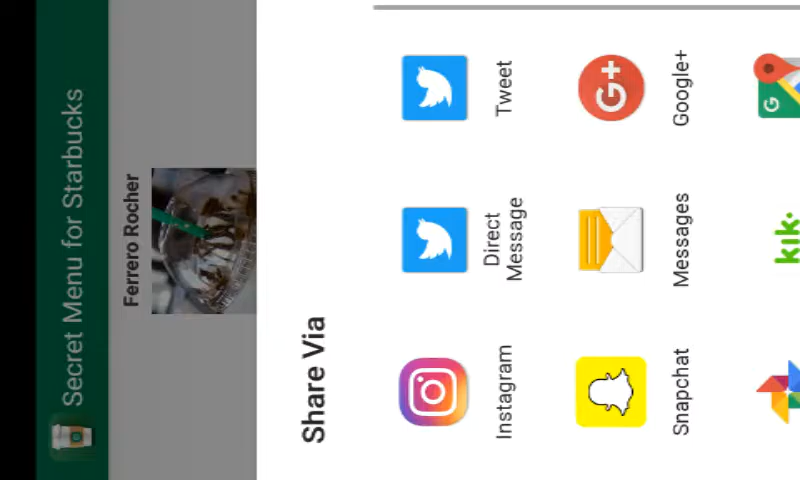 Secret Menu for Starbucks
Ferrero Rocher
Share Via
Instagram
Direct
Message
Tweet
Snapchat
Messages
Google+
G+
kik·
G